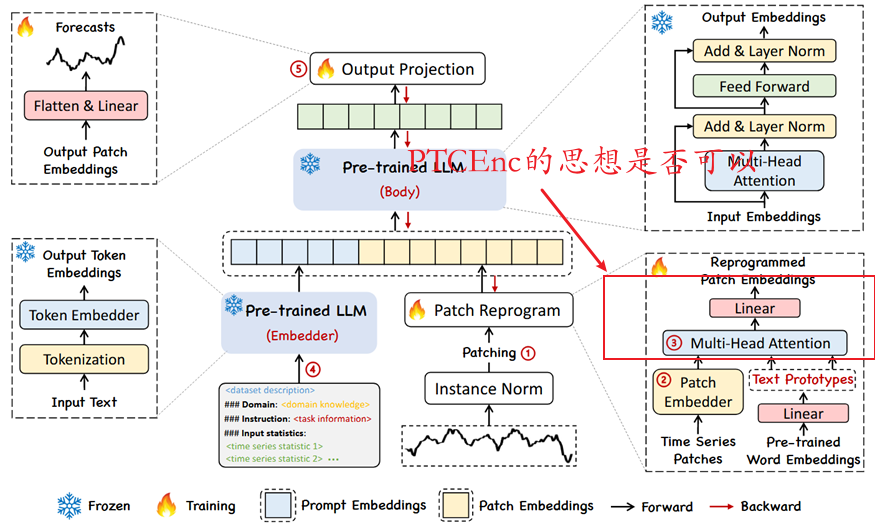 Forecasts
Flatten & Linear
Output Patch
Embeddings
⑤
Output Projection
Pre-trained LLM
(Body)
PTCEnc的思想是否可以
Output Embeddings
Add & Layer Norm
Feed Forward
Add & Layer Norm
Multi-Head
Attention
Input Embeddings
Output Token
Embeddings
Token Embedder
Tokenization
Input Text
Pre-trained LLM
(Embedder)
④
<dataset description>
### Domain: <domain knowledge>
### Instruction: <task information>
### Input statistics:
<time series statistic 1>
<time series statistic 2> •••
Patch Reprogram
Patching ①
Instance Norm
Reprogrammed
Patch Embeddings
Linear
③ Multi-Head Attention
② Patch
Embedder
Text Prototypes
Linear
Time Series
Patches
Pre-trained
Word Embeddings
Frozen
Training
Prompt Embeddings
Patch Embeddings
Forward
Backward